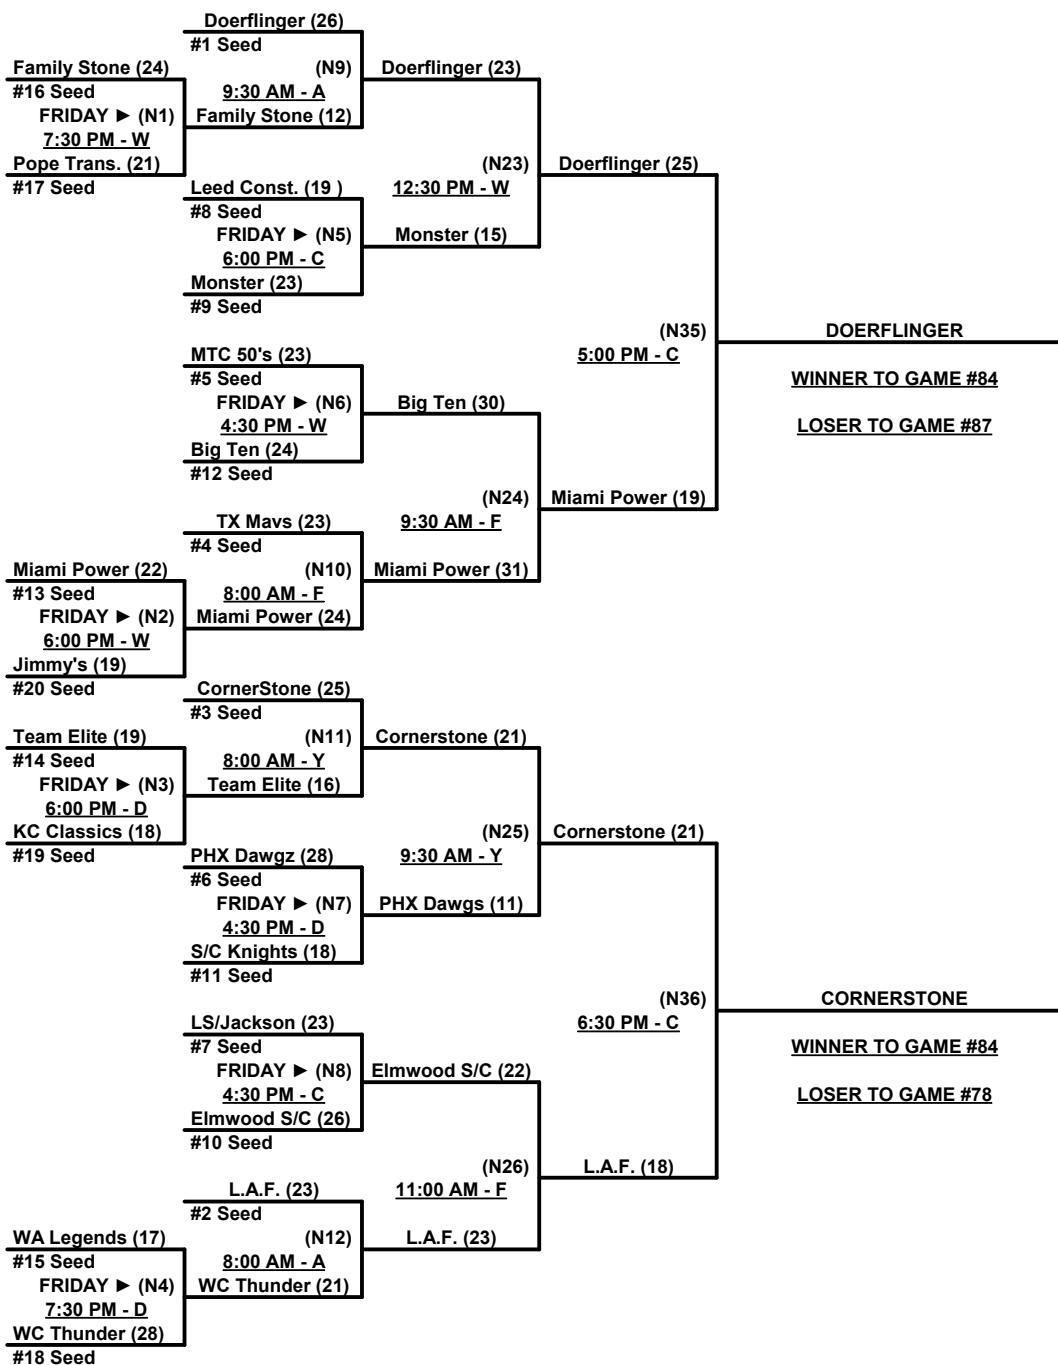 Doerflinger (26)
#1 Seed
Family Stone (24)
(N9)
Doerflinger (23)
#16 Seed
9:30 AM - A
FRIDAY ► (N1)
Family Stone (12)
7:30 PM - W
Pope Trans. (21)
(N23)
Doerflinger (25)
#17 Seed
Leed Const. (19 )
12:30 PM - W
#8 Seed
FRIDAY ► (N5)
Monster (15)
6:00 PM - C
Monster (23)
#9 Seed
(N35)
DOERFLINGER
MTC 50's (23)
5:00 PM - C
#5 Seed
WINNER TO GAME #84
FRIDAY ► (N6)
Big Ten (30)
4:30 PM - W
LOSER TO GAME #87
Big Ten (24)
#12 Seed
(N24)
Miami Power (19)
TX Mavs (23)
9:30 AM - F
#4 Seed
Miami Power (22)
(N10)
Miami Power (31)
#13 Seed
8:00 AM - F
FRIDAY ► (N2)
Miami Power (24)
6:00 PM - W
Jimmy's (19)
#20 Seed
CornerStone (25)
#3 Seed
Team Elite (19)
(N11)
Cornerstone (21)
#14 Seed
8:00 AM - Y
FRIDAY ► (N3)
Team Elite (16)
6:00 PM - D
KC Classics (18)
(N25)
Cornerstone (21)
#19 Seed
PHX Dawgz (28)
9:30 AM - Y
#6 Seed
FRIDAY ► (N7)
PHX Dawgs (11)
4:30 PM - D
S/C Knights (18)
#11 Seed
(N36)
CORNERSTONE
LS/Jackson (23)
6:30 PM - C
#7 Seed
WINNER TO GAME #84
FRIDAY ► (N8)
Elmwood S/C (22)
4:30 PM - C
LOSER TO GAME #78
Elmwood S/C (26)
#10 Seed
(N26)
L.A.F. (18)
L.A.F. (23)
11:00 AM - F
#2 Seed
WA Legends (17)
(N12)
L.A.F. (23)
#15 Seed
8:00 AM - A
FRIDAY ► (N4)
WC Thunder (21)
7:30 PM - D
WC Thunder (28)
#18 Seed